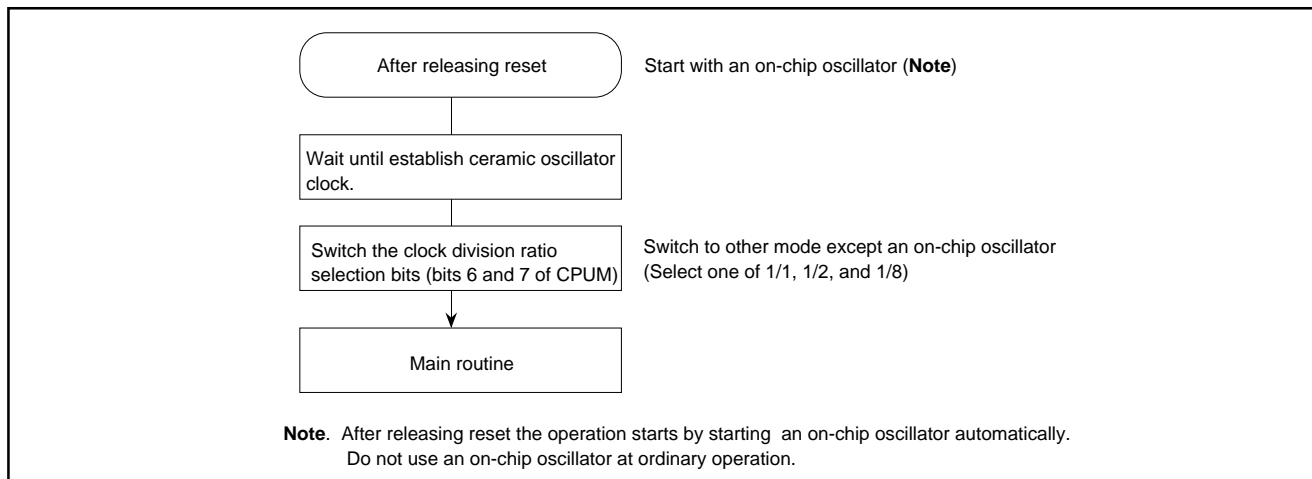 After releasing reset
Start with an on-chip oscillator (Note)
Wait until establish ceramic oscillator
clock.
Switch the clock division ratio
selection bits (bits 6 and 7 of CPUM)
Switch to other mode except an on-chip oscillator
(Select one of 1/1, 1/2, and 1/8)
Main routine
Note. After releasing reset the operation starts by starting an on-chip oscillator automatically.
Do not use an on-chip oscillator at ordinary operation.